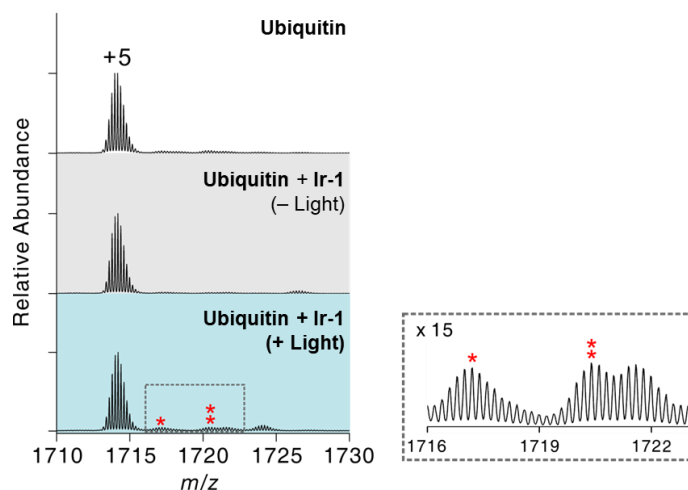 Ubiquitin
+5
Ubiquitin + Ir-1
(– Light)
Ubiquitin + Ir-1
(+ Light)
*
*
*
Relative Abundance
1710 1715 1720 1725 1730
m/z
x 15
*
*
*
1716 1719 1722